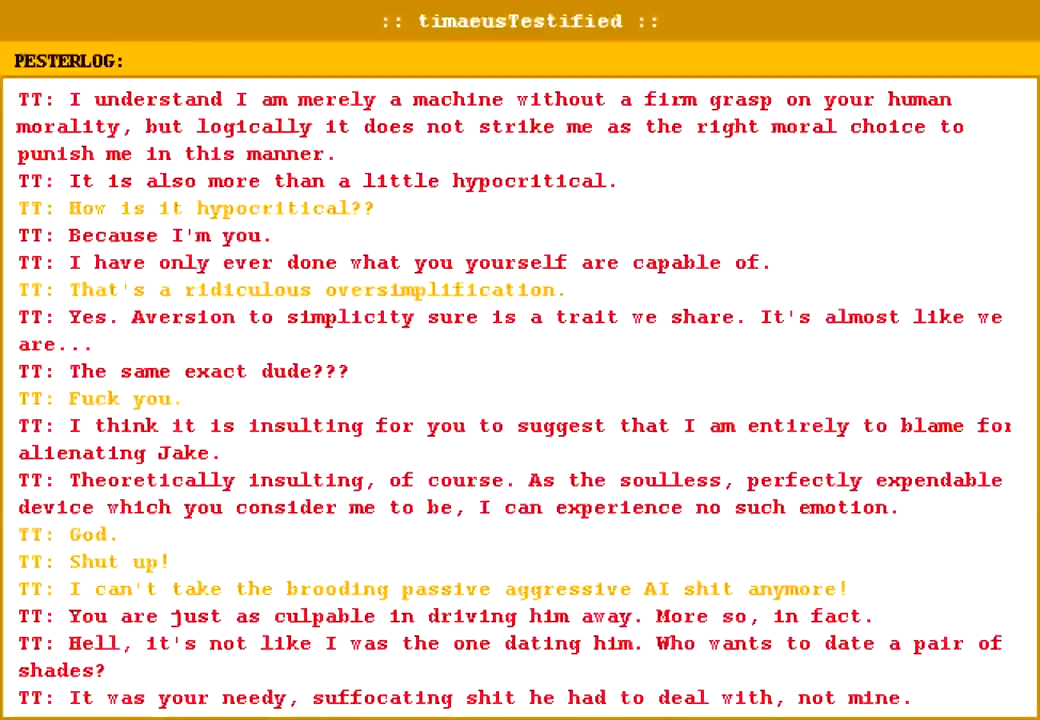 :: timaeusTestified ::
PESTERLOG:
TT: I understand I am merely a machine without a firm grasp on your human
morality, but logically it does not strike me as the right moral choice to
punish me in this manner.
TT: It is also more than a little hypocritical.
TT: How is it hypocritical??
TT: Because I'm you.
TT: I have only ever done what you yourself are capable of.
TT: That's a ridiculous oversimplification.
TT: Yes. Aversion to simplicity sure is a trait we share. It's almost like we
are...
TT: The same exact dude???
TT: Fuck you.
TT: I think it is insulting for you to suggest that I am entirely to blame for
alienating Jake.
TT: Theoretically insulting, of course. As the soulless, perfectly expendable
device which you consider me to be, I can experience no such emotion.
TT: God.
TT: Shut up!
TT: I can't take the brooding passive aggressive AI shit anymore!
TT: You are just as culpable in driving him away. More so, in fact.
TT: Hell, it's not like I was the one dating him. Who wants to date a pair of
shades?
TT: It was your needy, suffocating shit he had to deal with, not mine.